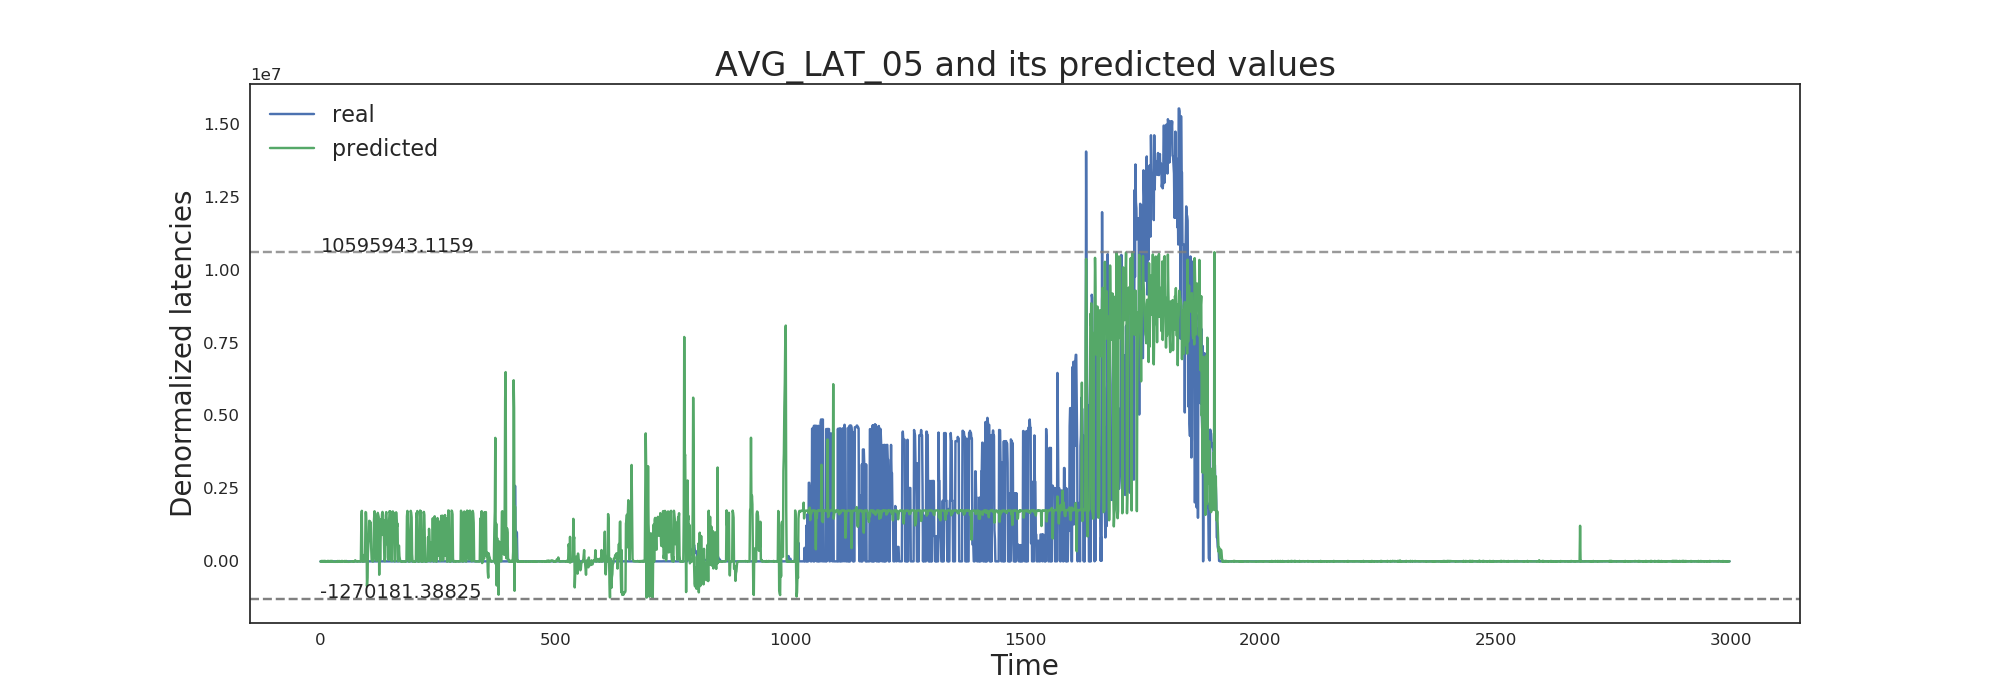 AVG_LAT_05 and its predicted values
1e7
real
predicted
1.50
1.25
1.00
0.75
0.50
0.25
0.00
10595943.1159
-1270181.38825
Denormalized latencies
0 500 1000 1500 2000 2500 3000
Time